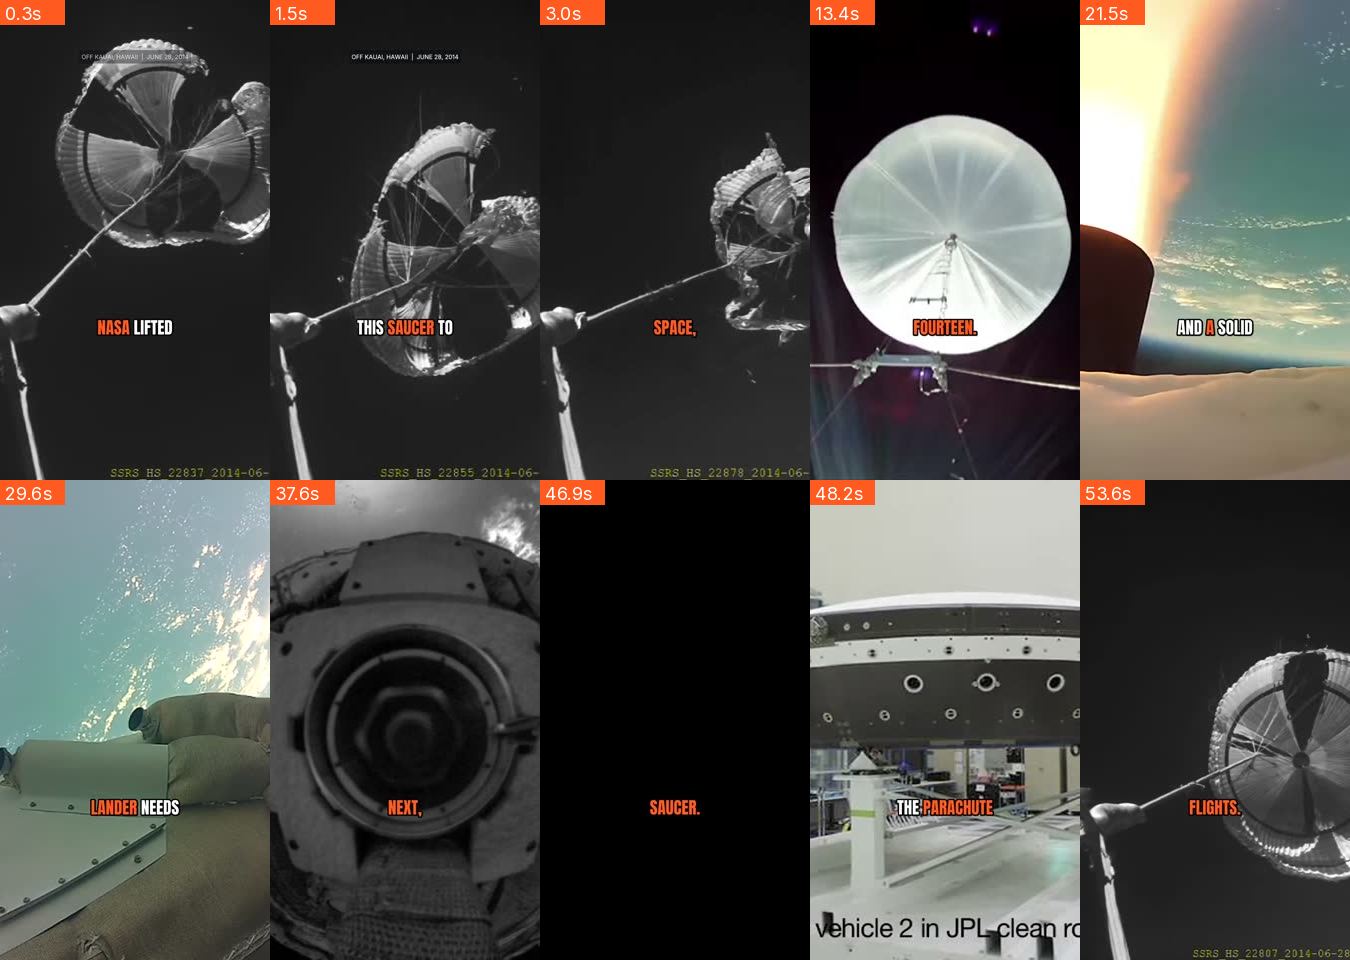 0.3s
OFF KAUAI, HAWAII | JUNE 28, 2014
NASA LIFTED
SSRS_HS_22837_2014-06-
1.5s
OFF KAUAI, HAWAII | JUNE 28, 2014
THIS SAUCER TO
SSRS_HS_22855_2014-06-
3.0s
SPACE,
SSRS_HS_22878_2014-06-
13.4s
FOURTEEN.
21.5s
AND A SOLID
29.6s
LANDER NEEDS
37.6s
NEXT,
46.9s
SAUCER.
48.2s
THE PARACHUTE
vehicle 2 in JPL clean ro
53.6s
FLIGHTS.
SSRS_HS_22807_2014-06-28